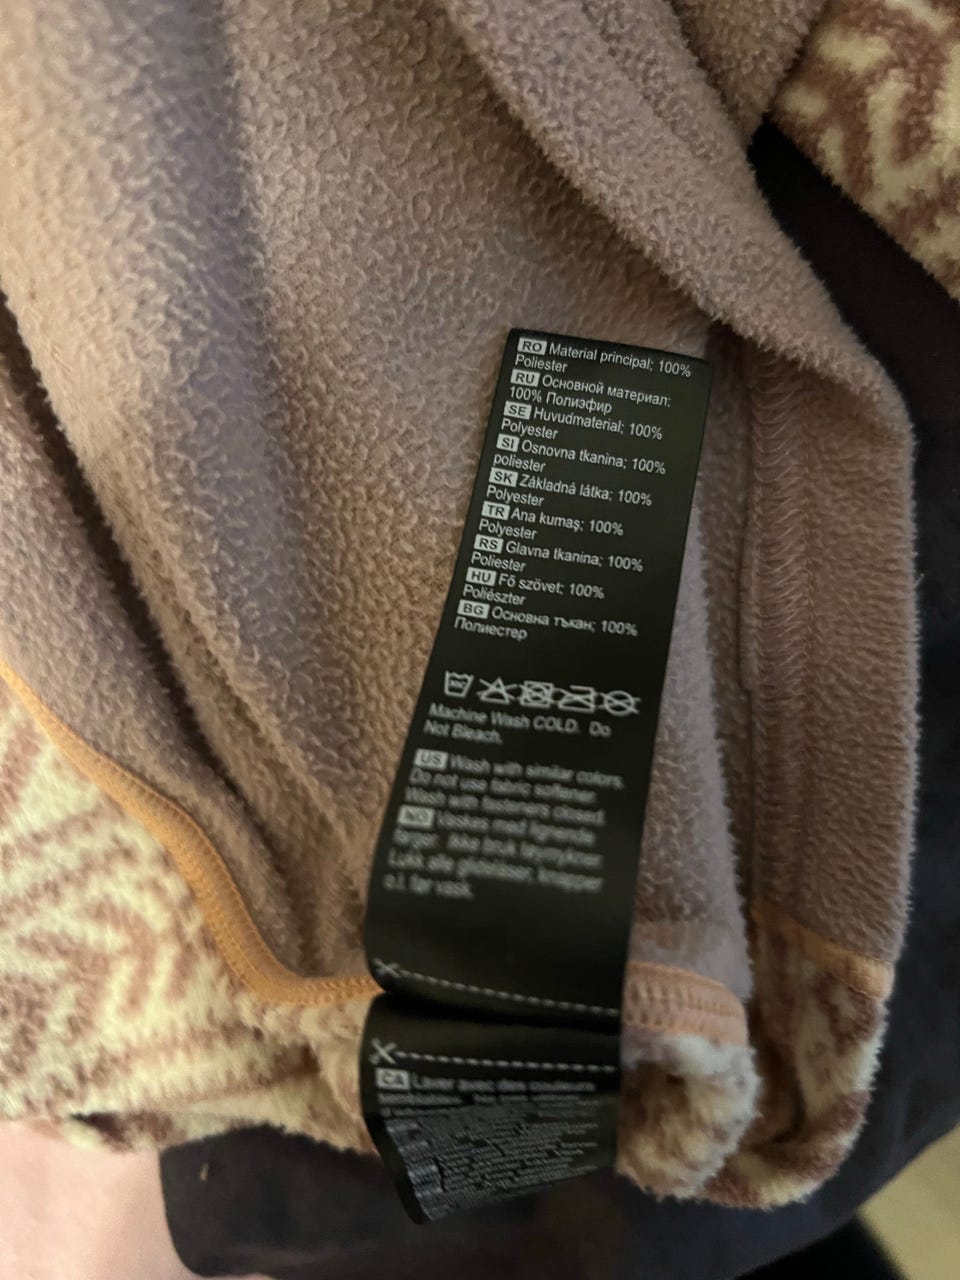 RO Material principal; 100%
Poliester
RU Основной материал;
100% Полиэфир
SE Huvudmaterial; 100%
Polyester
SI Osnovna tkanina; 100%
poliester
SK Základná látka; 100%
Polyester
TR Ana kumaş; 100%
Polyester
RS Glavna tkanina; 100%
Poliester
HU Fő szövet; 100%
Poliészter
BG Основна тъкан; 100%
Полиестер
Machine Wash COLD. Do
Not Bleach.
US Wash with similar colors.
Do not use fabric softener.
Wash with fasteners closed.
NO Vaskes med lignende
farger. Ikke bruk tøymykner.
Lukk alle glidelåser, knapper
o.l. før vask.
CA Laver avec des couleurs